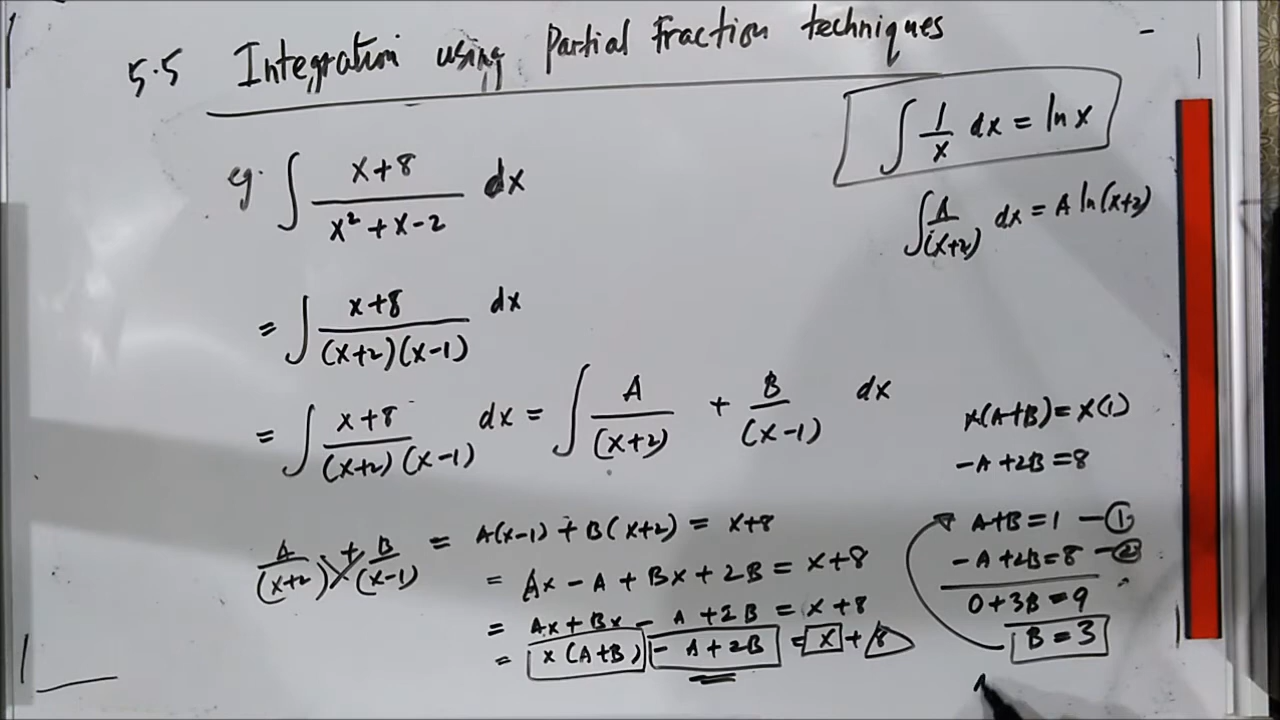 5.5 Integration using Partial Fraction techniques
∫ 1/x dx = ln x
∫ A/(x+2) dx = A ln(x+2)
eg. ∫ (x+8)/(x²+x-2) dx
= ∫ (x+8)/((x+2)(x-1)) dx
= ∫ (x+8)/((x+2)(x-1)) dx = ∫ A/(x+2) + B/(x-1) dx
A/(x+2) + B/(x-1) = A(x-1) + B(x+2) = x+8
= Ax - A + Bx + 2B = x+8
= Ax + Bx - A + 2B = x+8
= x(A+B) - A+2B = x + 8
x(A+B) = x(1)
-A+2B=8
A+B=1 —①
-A+2B=8 —②
0+3B=9
B=3